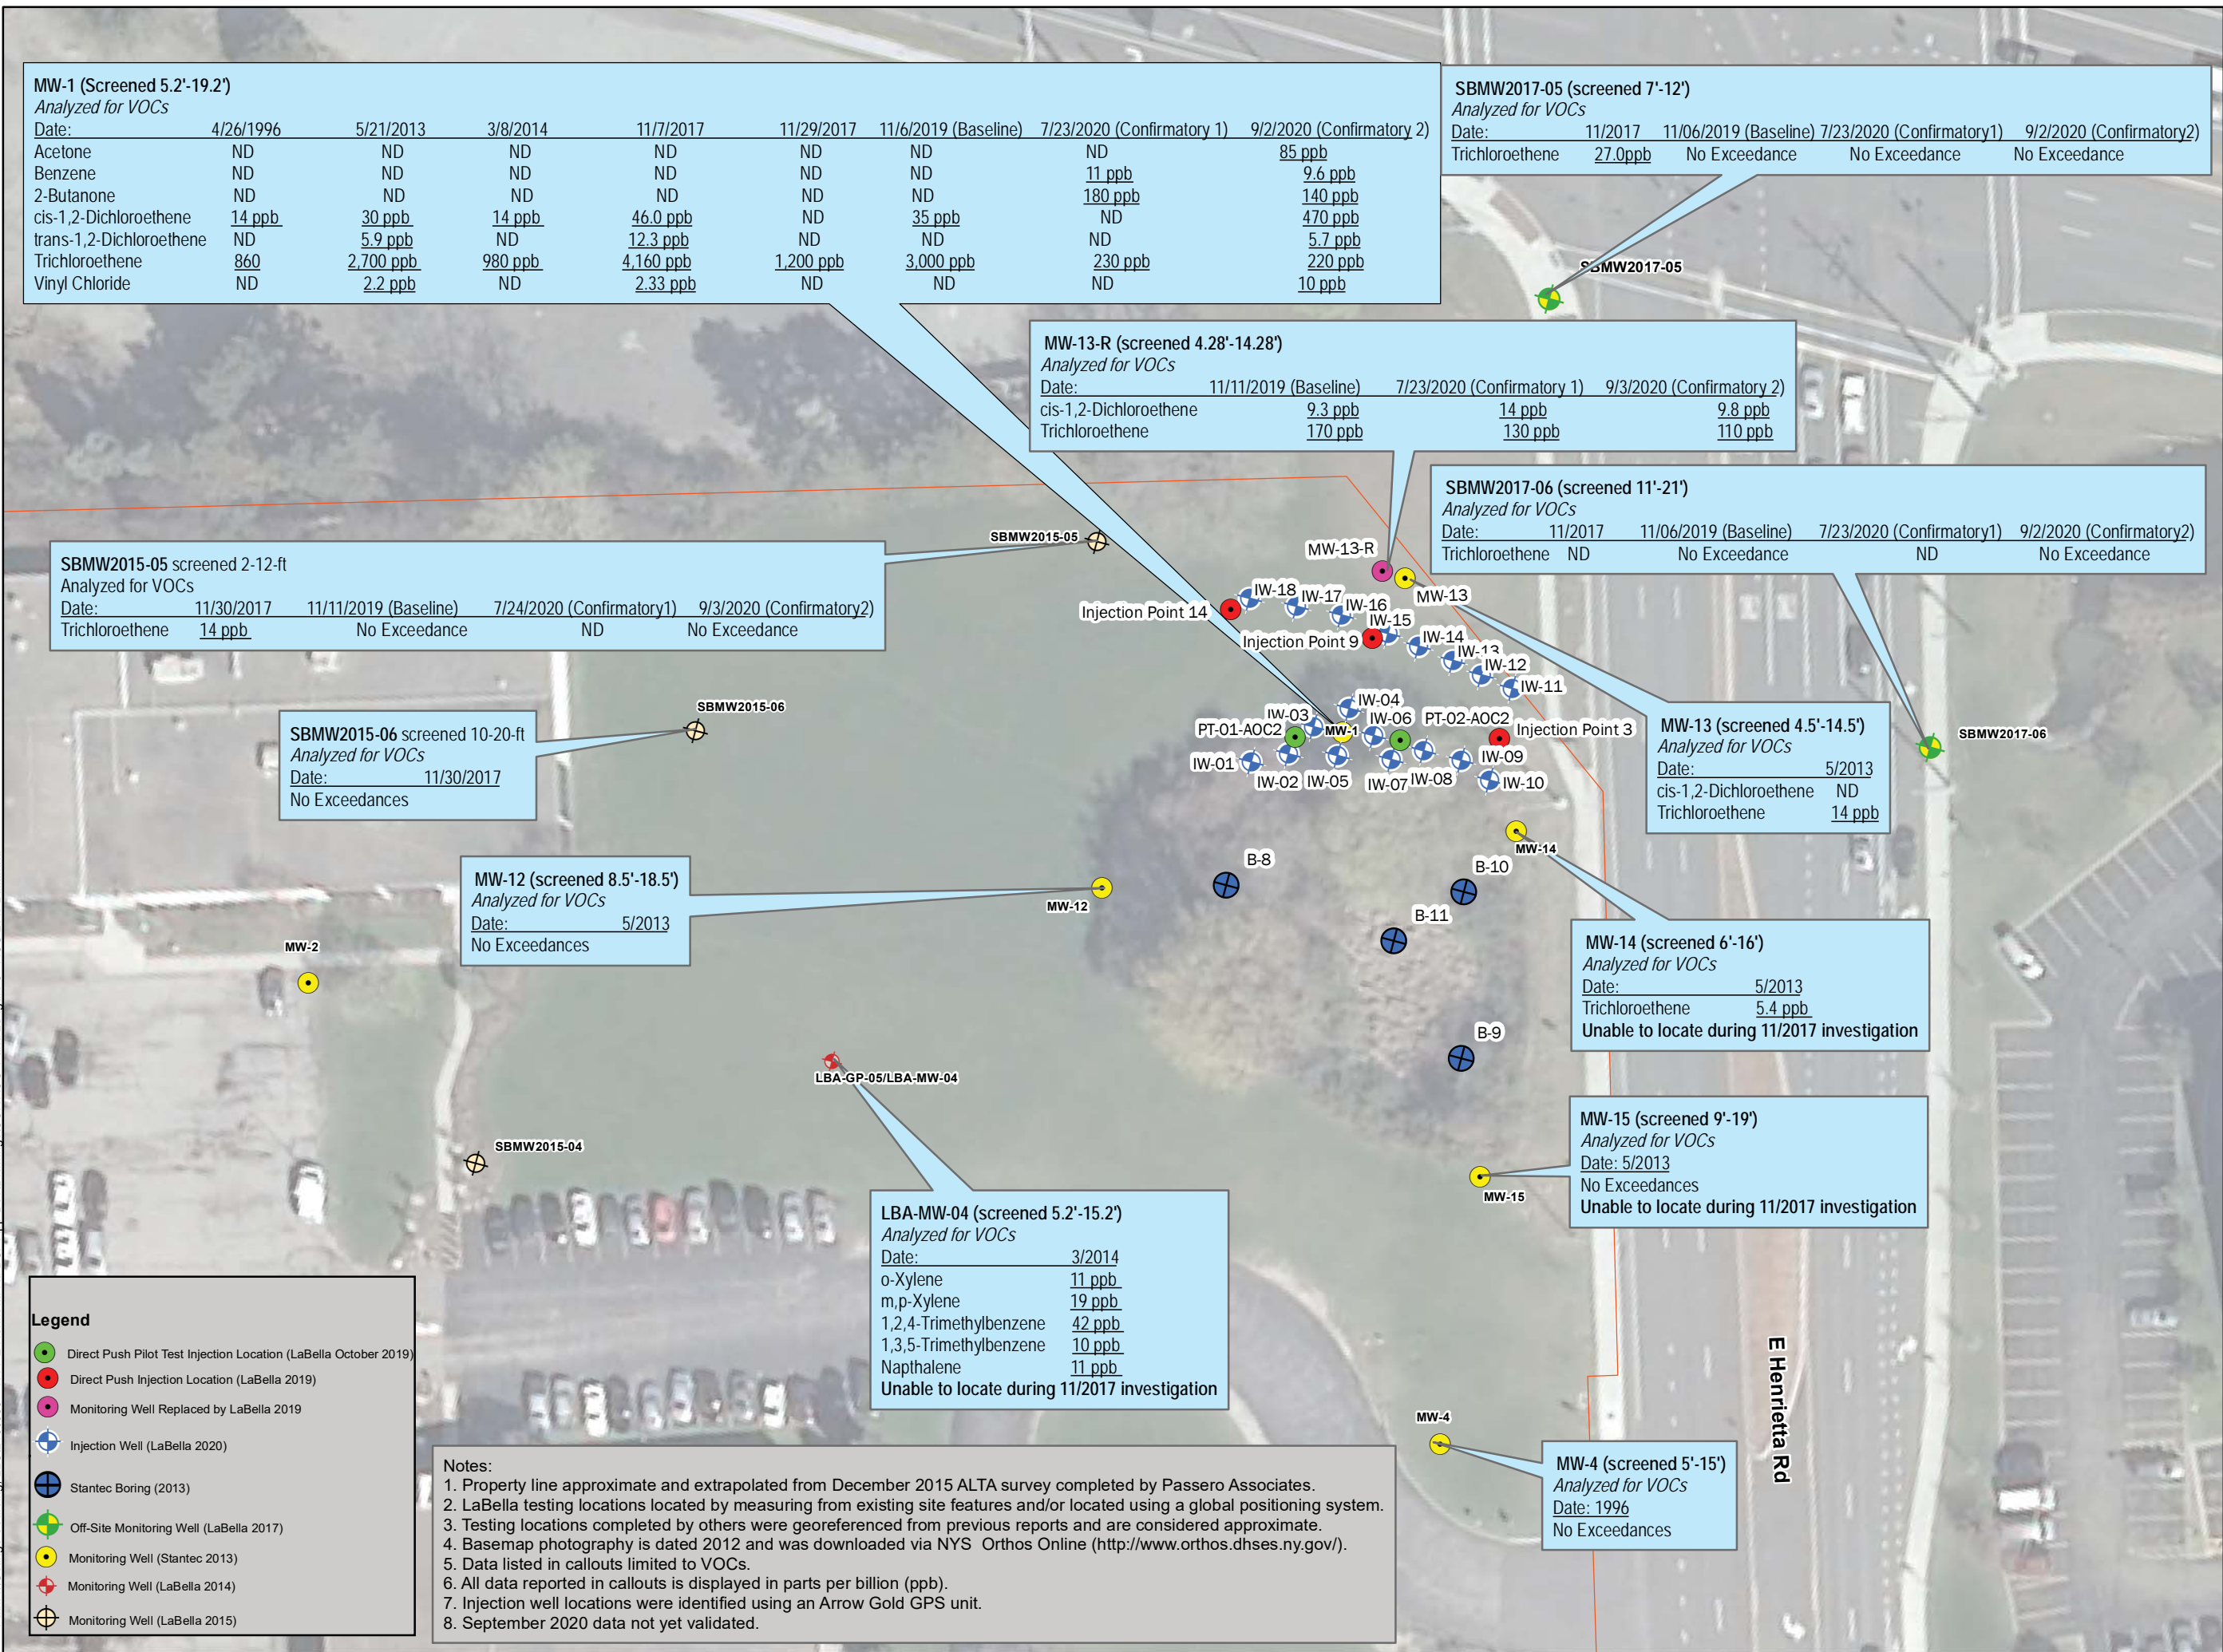 MW-1 (Screened 5.2'-19.2')
Analyzed for VOCs
Date: 4/26/1996 5/21/2013 3/8/2014 11/7/2017 11/29/2017 11/6/2019 (Baseline) 7/23/2020 (Confirmatory 1) 9/2/2020 (Confirmatory 2)
Acetone ND ND ND ND ND ND ND 85 ppb
Benzene ND ND ND ND ND ND 11 ppb 9.6 ppb
2-Butanone ND ND ND ND ND ND 180 ppb 140 ppb
cis-1,2-Dichloroethene 14 ppb 30 ppb 14 ppb 46.0 ppb ND 35 ppb ND 470 ppb
trans-1,2-Dichloroethene ND 5.9 ppb ND 12.3 ppb ND ND ND 5.7 ppb
Trichloroethene 860 2,700 ppb 980 ppb 4,160 ppb 1,200 ppb 3,000 ppb 230 ppb 220 ppb
Vinyl Chloride ND 2.2 ppb ND 2.33 ppb ND ND ND 10 ppb
SBMW2017-05 (screened 7'-12')
Analyzed for VOCs
Date: 11/2017 11/06/2019 (Baseline) 7/23/2020 (Confirmatory1) 9/2/2020 (Confirmatory2)
Trichloroethene 27.0ppb No Exceedance No Exceedance No Exceedance
SBMW2017-05
MW-13-R (screened 4.28'-14.28')
Analyzed for VOCs
Date: 11/11/2019 (Baseline) 7/23/2020 (Confirmatory 1) 9/3/2020 (Confirmatory 2)
cis-1,2-Dichloroethene 9.3 ppb 14 ppb 9.8 ppb
Trichloroethene 170 ppb 130 ppb 110 ppb
SBMW2017-06 (screened 11'-21')
Analyzed for VOCs
Date: 11/2017 11/06/2019 (Baseline) 7/23/2020 (Confirmatory1) 9/2/2020 (Confirmatory2)
Trichloroethene ND No Exceedance ND No Exceedance
SBMW2015-05 screened 2-12-ft
Analyzed for VOCs
Date: 11/30/2017 11/11/2019 (Baseline) 7/24/2020 (Confirmatory1) 9/3/2020 (Confirmatory2)
Trichloroethene 14 ppb No Exceedance ND No Exceedance
SBMW2015-05
MW-13-R
MW-13
Injection Point 14
IW-18
IW-17
IW-16
IW-15
Injection Point 9
IW-14
IW-13
IW-12
IW-11
SBMW2015-06
SBMW2015-06 screened 10-20-ft
Analyzed for VOCs
Date: 11/30/2017
No Exceedances
IW-04
IW-03
IW-06
PT-02-AOC2
PT-01-AOC2
MW-1
Injection Point 3
IW-01
IW-02
IW-05
IW-07
IW-08
IW-09
IW-10
MW-13 (screened 4.5'-14.5')
Analyzed for VOCs
Date: 5/2013
cis-1,2-Dichloroethene ND
Trichloroethene 14 ppb
SBMW2017-06
MW-12 (screened 8.5'-18.5')
Analyzed for VOCs
Date: 5/2013
No Exceedances
MW-12
B-8
B-10
B-11
B-9
MW-14
MW-14 (screened 6'-16')
Analyzed for VOCs
Date: 5/2013
Trichloroethene 5.4 ppb
Unable to locate during 11/2017 investigation
MW-2
LBA-GP-05/LBA-MW-04
SBMW2015-04
MW-15 (screened 9'-19')
Analyzed for VOCs
Date: 5/2013
No Exceedances
Unable to locate during 11/2017 investigation
MW-15
LBA-MW-04 (screened 5.2'-15.2')
Analyzed for VOCs
Date: 3/2014
o-Xylene 11 ppb
m,p-Xylene 19 ppb
1,2,4-Trimethylbenzene 42 ppb
1,3,5-Trimethylbenzene 10 ppb
Napthalene 11 ppb
Unable to locate during 11/2017 investigation
MW-4
MW-4 (screened 5'-15')
Analyzed for VOCs
Date: 1996
No Exceedances
E Henrietta Rd
Legend
Direct Push Pilot Test Injection Location (LaBella October 2019)
Direct Push Injection Location (LaBella 2019)
Monitoring Well Replaced by LaBella 2019
Injection Well (LaBella 2020)
Stantec Boring (2013)
Off-Site Monitoring Well (LaBella 2017)
Monitoring Well (Stantec 2013)
Monitoring Well (LaBella 2014)
Monitoring Well (LaBella 2015)
Notes:
1. Property line approximate and extrapolated from December 2015 ALTA survey completed by Passero Associates.
2. LaBella testing locations located by measuring from existing site features and/or located using a global positioning system.
3. Testing locations completed by others were georeferenced from previous reports and are considered approximate.
4. Basemap photography is dated 2012 and was downloaded via NYS Orthos Online (http://www.orthos.dhses.ny.gov/).
5. Data listed in callouts limited to VOCs.
6. All data reported in callouts is displayed in parts per billion (ppb).
7. Injection well locations were identified using an Arrow Gold GPS unit.
8. September 2020 data not yet validated.